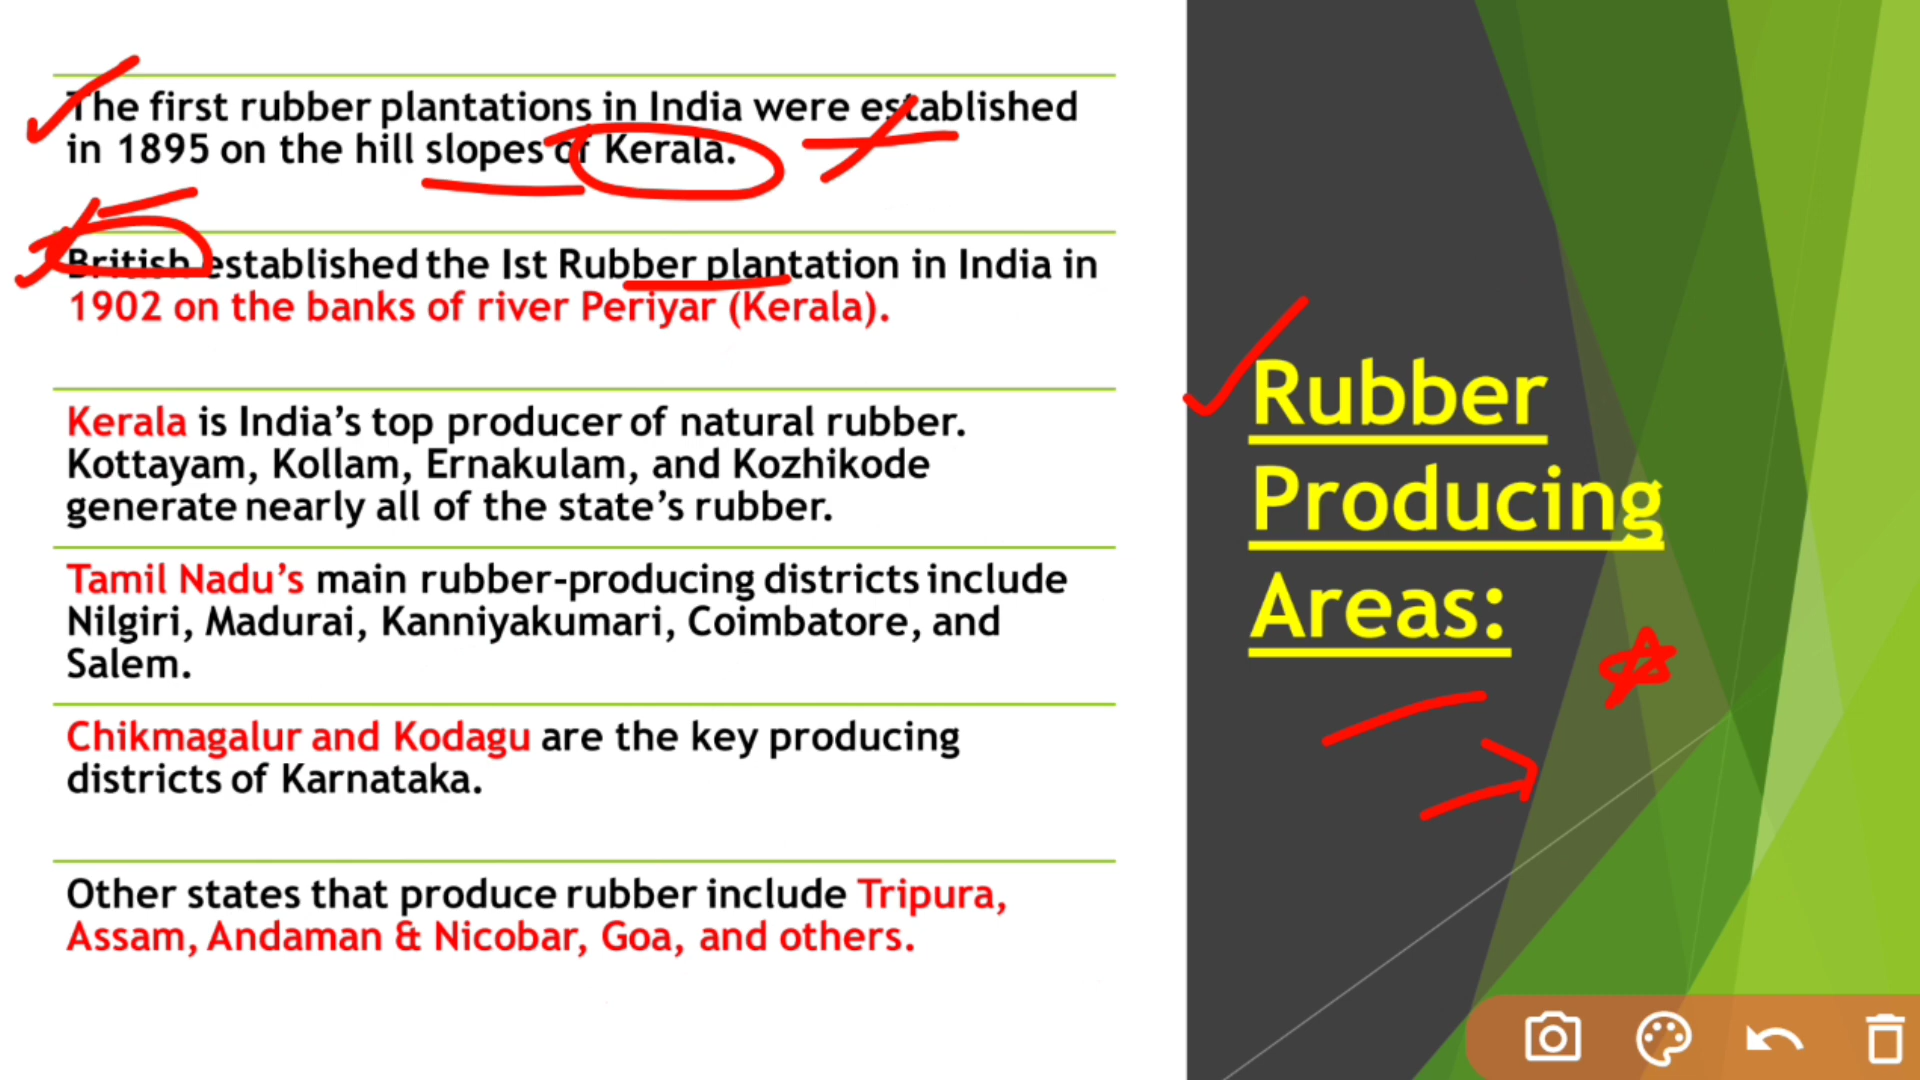 The first rubber plantations in India were established
in 1895 on the hill slopes of Kerala.
British established the Ist Rubber plantation in India in
1902 on the banks of river Periyar (Kerala).
Kerala is India’s top producer of natural rubber.
Kottayam, Kollam, Ernakulam, and Kozhikode
generate nearly all of the state’s rubber.
Tamil Nadu’s main rubber-producing districts include
Nilgiri, Madurai, Kanniyakumari, Coimbatore, and
Salem.
Chikmagalur and Kodagu are the key producing
districts of Karnataka.
Other states that produce rubber include Tripura,
Assam, Andaman & Nicobar, Goa, and others.
Rubber
Producing
Areas: